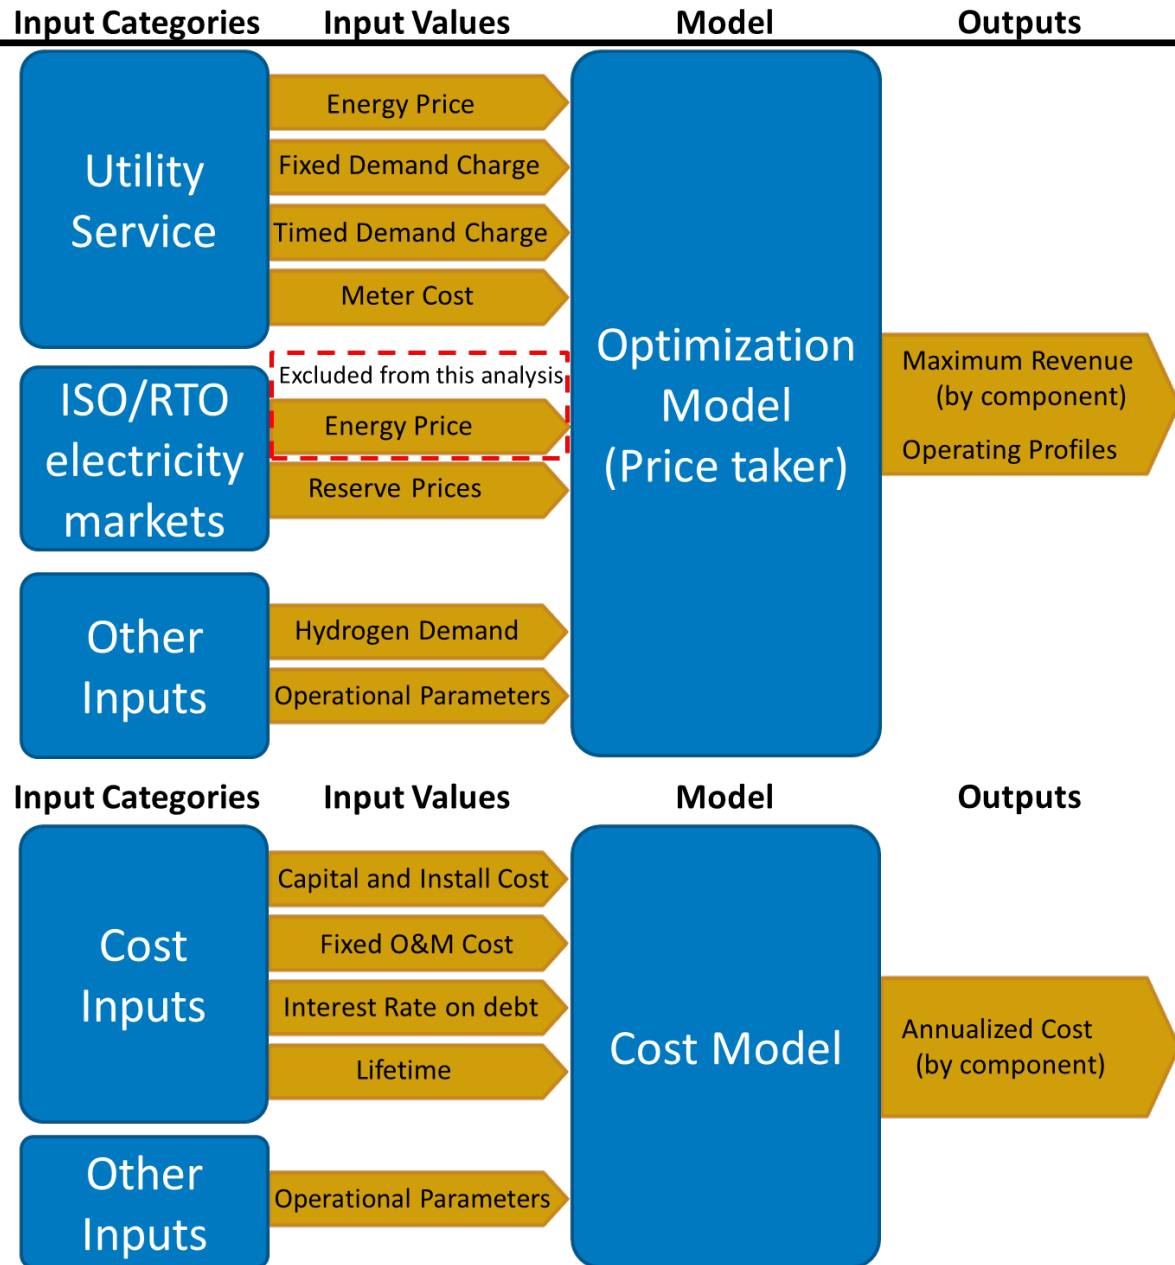 Input Categories Input Values Model Outputs
Utility
Service
Energy Price
Fixed Demand Charge
Timed Demand Charge
Meter Cost
ISO/RTO
electricity
markets
Excluded from this analysis
Energy Price
Reserve Prices
Other
Inputs
Hydrogen Demand
Operational Parameters
Optimization
Model
(Price taker)
Maximum Revenue
(by component)
Operating Profiles
Input Categories Input Values Model Outputs
Cost
Inputs
Capital and Install Cost
Fixed O&M Cost
Interest Rate on debt
Lifetime
Other
Inputs
Operational Parameters
Cost Model
Annualized Cost
(by component)